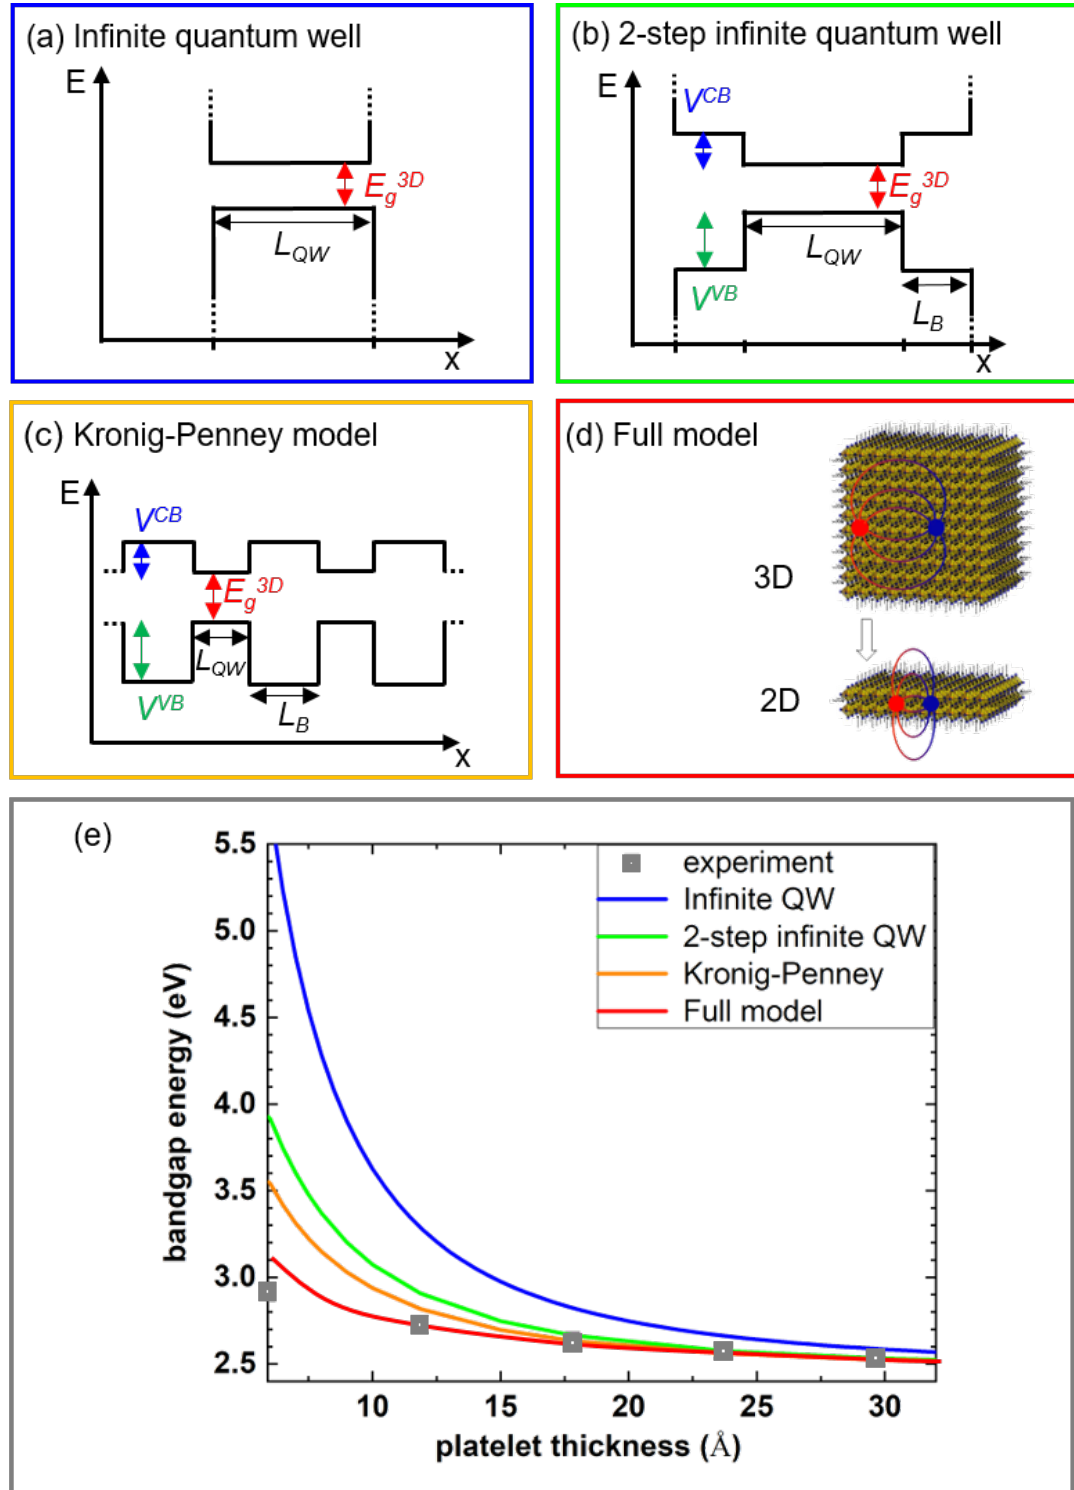 (a) Infinite quantum well
E
E_g^3D
L_QW
x
(b) 2-step infinite quantum well
E
V^CB
E_g^3D
L_QW
V^VB
L_B
x
(c) Kronig-Penney model
E
V^CB
E_g^3D
L_QW
V^VB
L_B
x
(d) Full model
3D
2D
(e)
5.5
5.0
4.5
4.0
3.5
3.0
2.5
bandgap energy (eV)
experiment
Infinite QW
2-step infinite QW
Kronig-Penney
Full model
10 15 20 25 30
platelet thickness (Å)